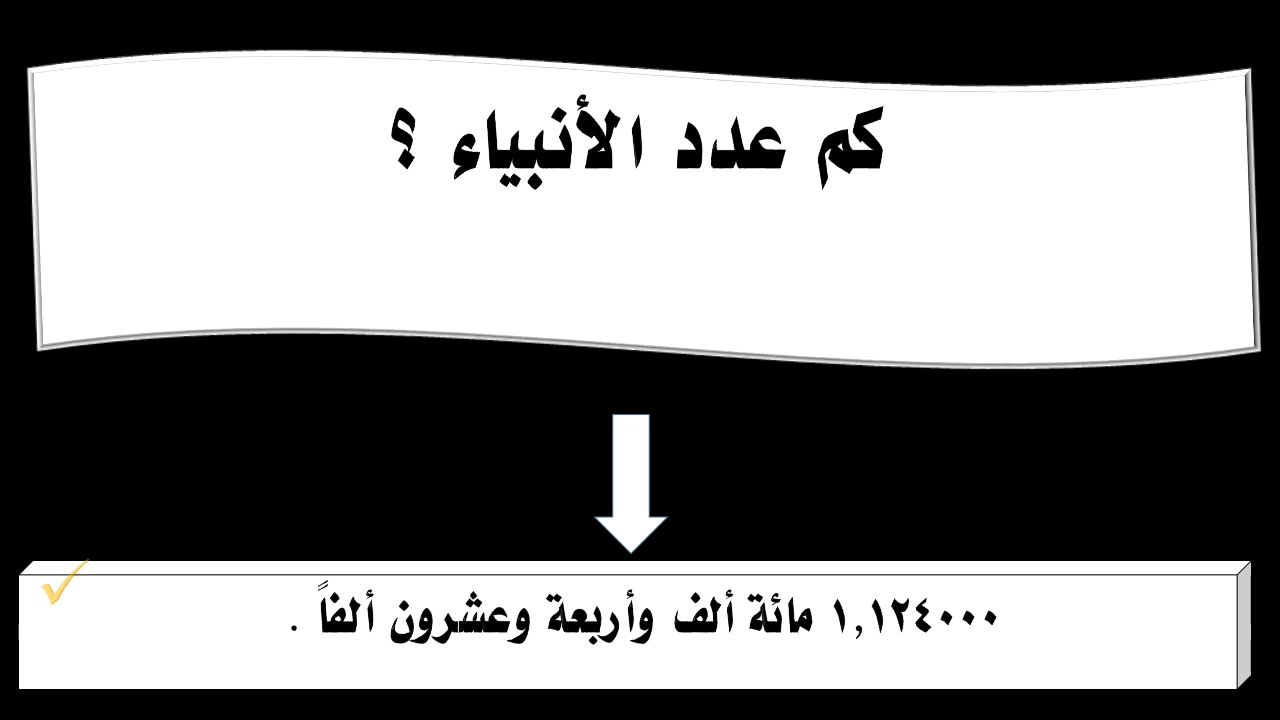 كم عدد الأنبياء ؟
١,١٢٤٠٠٠ مائة ألف وأربعة وعشرون ألفاً .